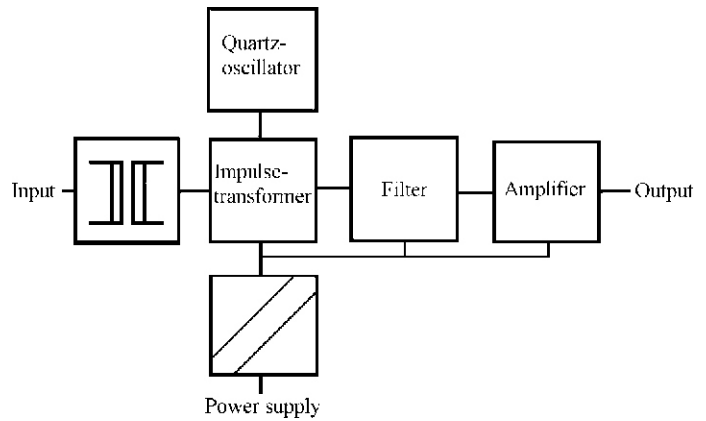 Quartz-
oscillator
Input
Impulse-
transformer
Filter
Amplifier
Output
Power supply